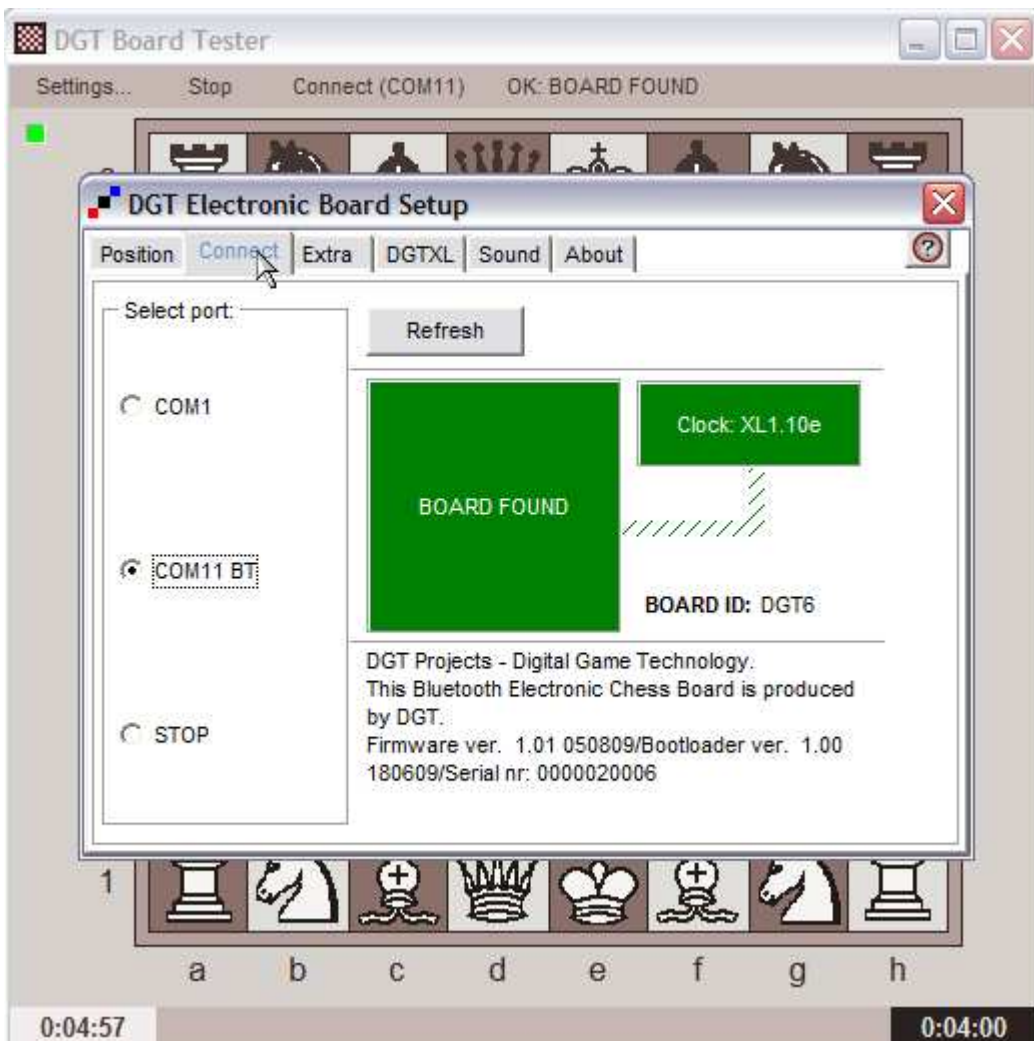 DGT Board Tester
Settings... Stop Connect (COM11) OK: BOARD FOUND
DGT Electronic Board Setup
Position Connect Extra DGTXL Sound About
Select port:
Refresh
COM1
Clock: XL1.10e
BOARD FOUND
COM11 BT
BOARD ID: DGT6
DGT Projects - Digital Game Technology.
This Bluetooth Electronic Chess Board is produced
by DGT.
Firmware ver. 1.01 050809/Bootloader ver. 1.00
180609/Serial nr: 0000020006
STOP
1
a b c d e f g h
0:04:57 0:04:00